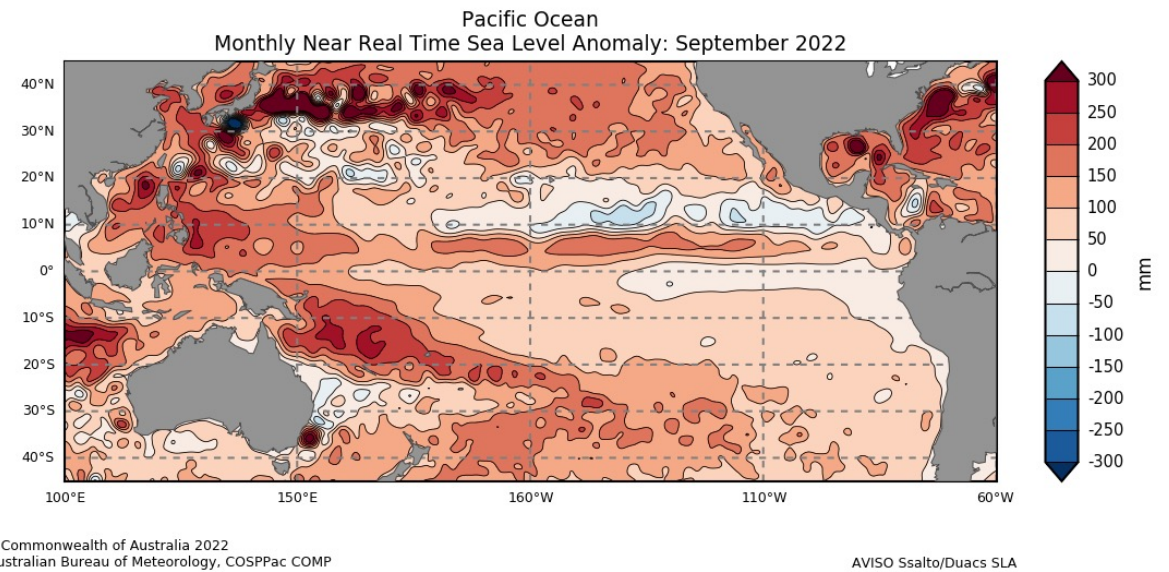 Pacific Ocean
Monthly Near Real Time Sea Level Anomaly: September 2022
40°N
30°N
20°N
10°N
0°
10°S
20°S
30°S
40°S
100°E
150°E
160°W
110°W
60°W
300
250
200
150
100
50
0
-50
-100
-150
-200
-250
-300
mm
Commonwealth of Australia 2022
ustralian Bureau of Meteorology, COSPPac COMP
AVISO Ssalto/Duacs SLA